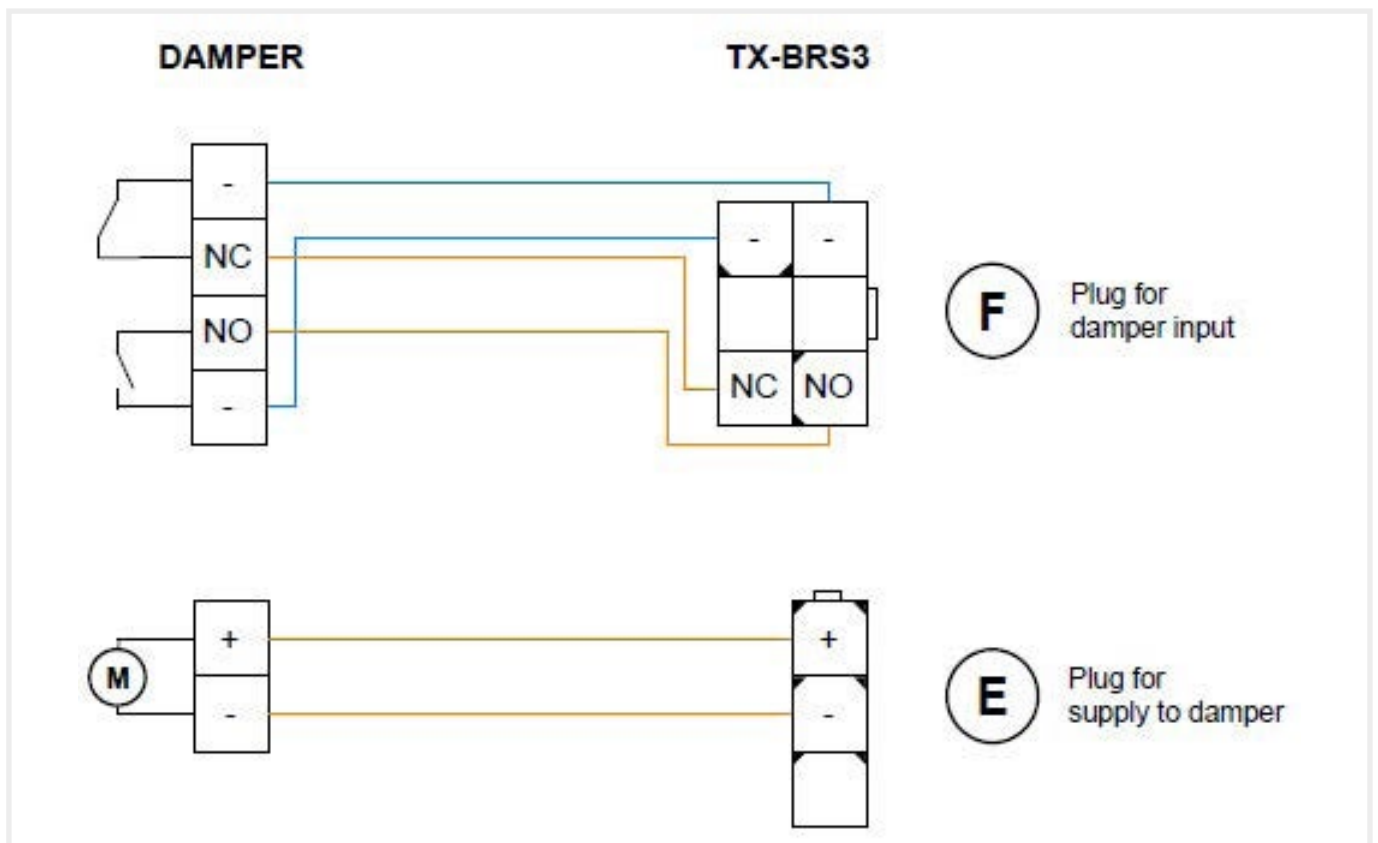 DAMPER TX-BRS3
-
NC
NO
-
- -
NC NO
F
Plug for
damper input
M
+
-
+
-
E
Plug for
supply to damper